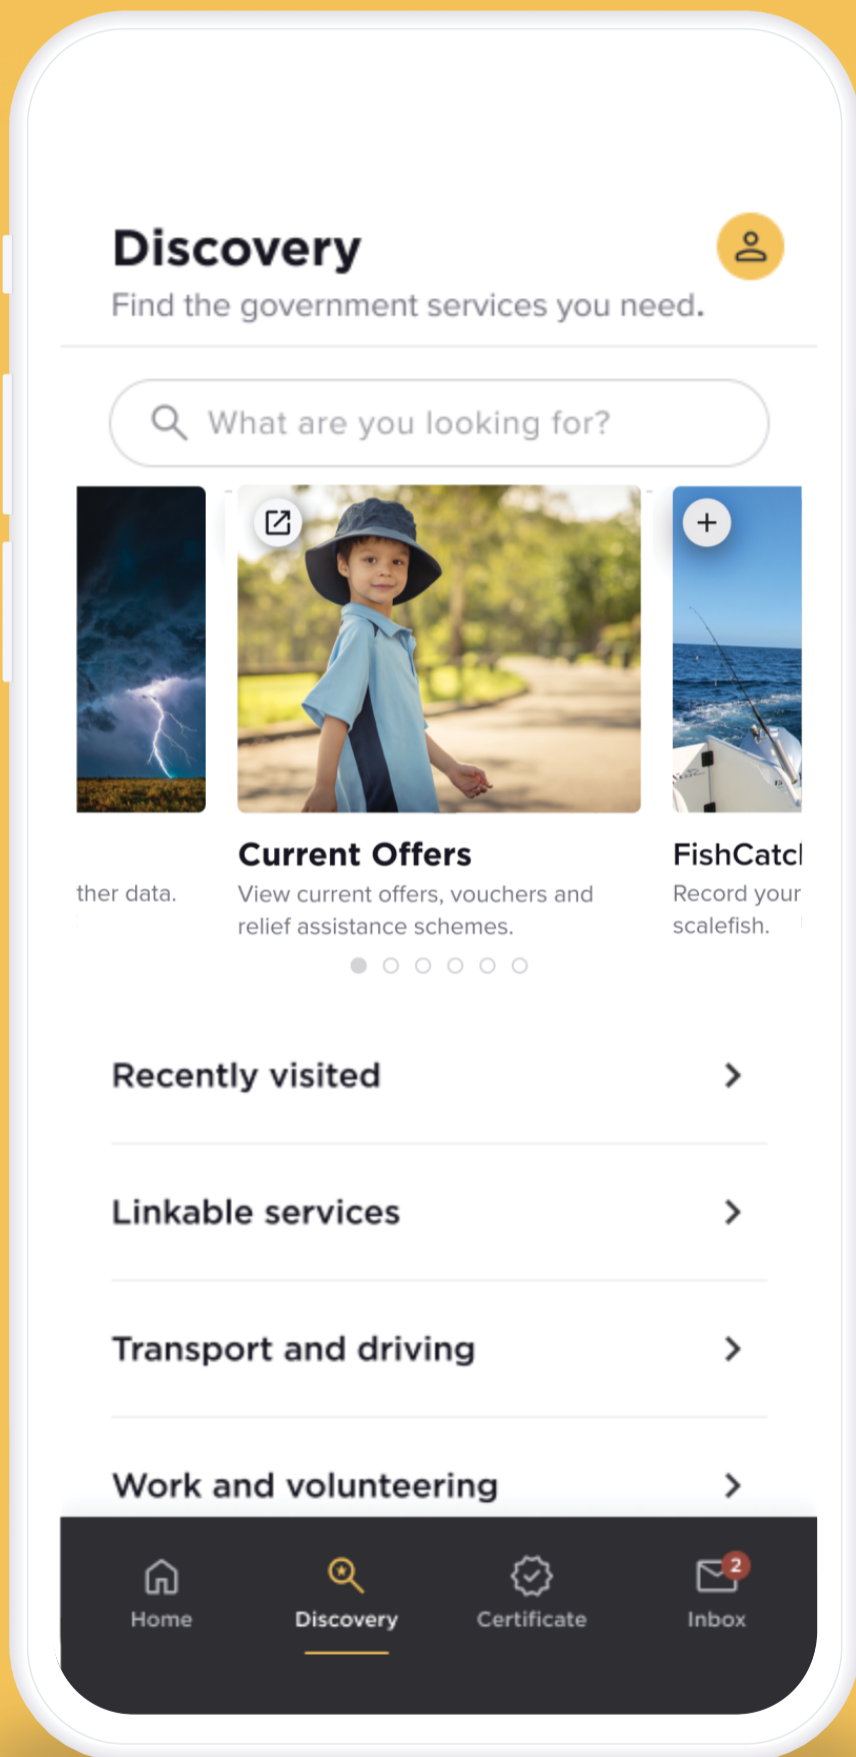 Discovery
Find the government services you need.
What are you looking for?
ther data.
Current Offers
View current offers, vouchers and
relief assistance schemes.
FishCatc
Record your
scalefish.
Recently visited
Linkable services
Transport and driving
Work and volunteering
Home
Discovery
Certificate
2
Inbox